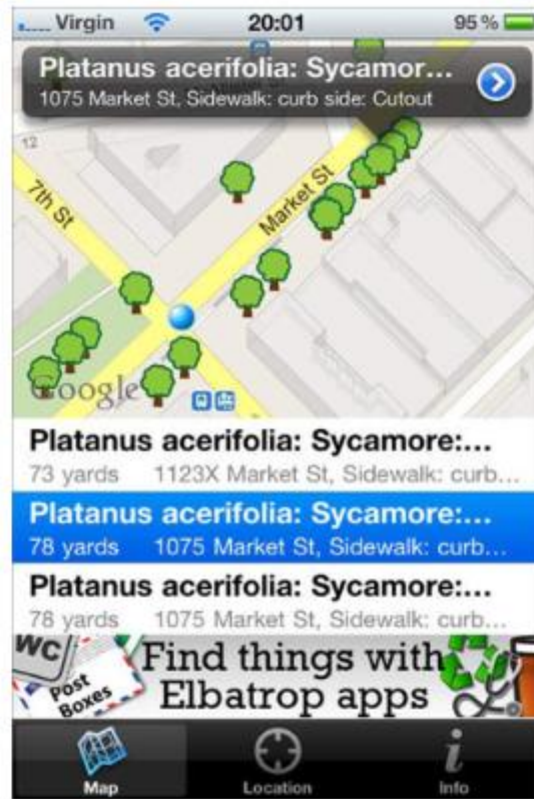 Virgin 20:01 95 %
Platanus acerifolia: Sycamor...
1075 Market St, Sidewalk: curb side: Cutout
12
7th St
Market St
Google
Platanus acerifolia: Sycamore:...
73 yards 1123X Market St, Sidewalk: curb...
Platanus acerifolia: Sycamore:...
78 yards 1075 Market St, Sidewalk: curb...
Platanus acerifolia: Sycamore:...
78 yards 1075 Market St, Sidewalk: curb...
WC
Post
Boxes
Find things with
Elbatrop apps
Map Location Info